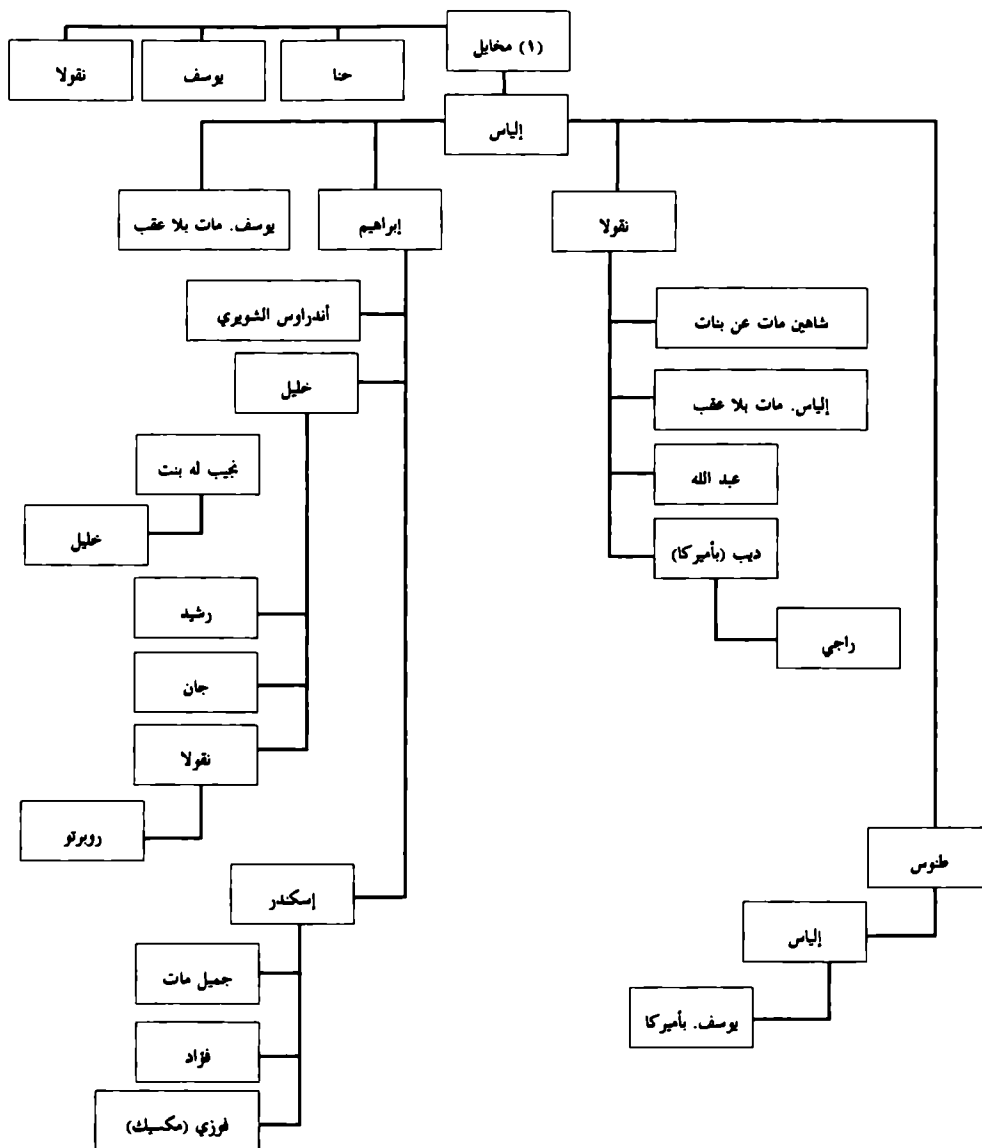 (١) مخايل
حنا
يوسف
نقولا
إلياس
نقولا
إبراهيم
يوسف. مات بلا عقب
شاهين مات عن بنات
إلياس. مات بلا عقب
عبد الله
ديب (بأميركا)
راجي
أندراوس الشويري
خليل
نجيب له بنت
خليل
رشيد
جان
نقولا
روبرتو
طنوس
إلياس
يوسف. بأميركا
إسكندر
جميل مات
فؤاد
فوزي (مكسيك)